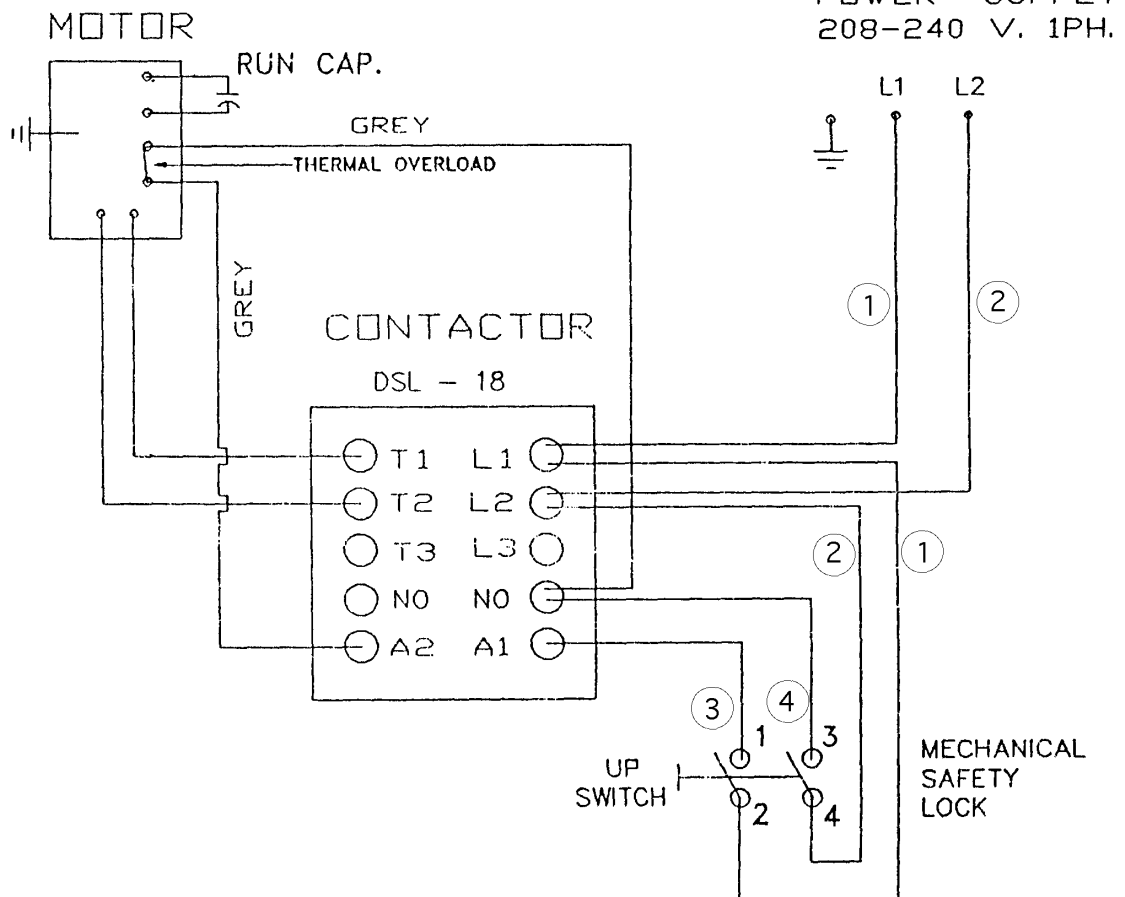 POWER SUPPLY
208-240 V. 1PH.
MOTOR
RUN CAP.
L1 L2
GREY
THERMAL OVERLOAD
GREY
1 2
CONTACTOR
DSL - 18
T1 L1
T2 L2
T3 L3
2 1
NO NO
A2 A1
3 4
1 3
UP
SWITCH
2 4
MECHANICAL
SAFETY
LOCK